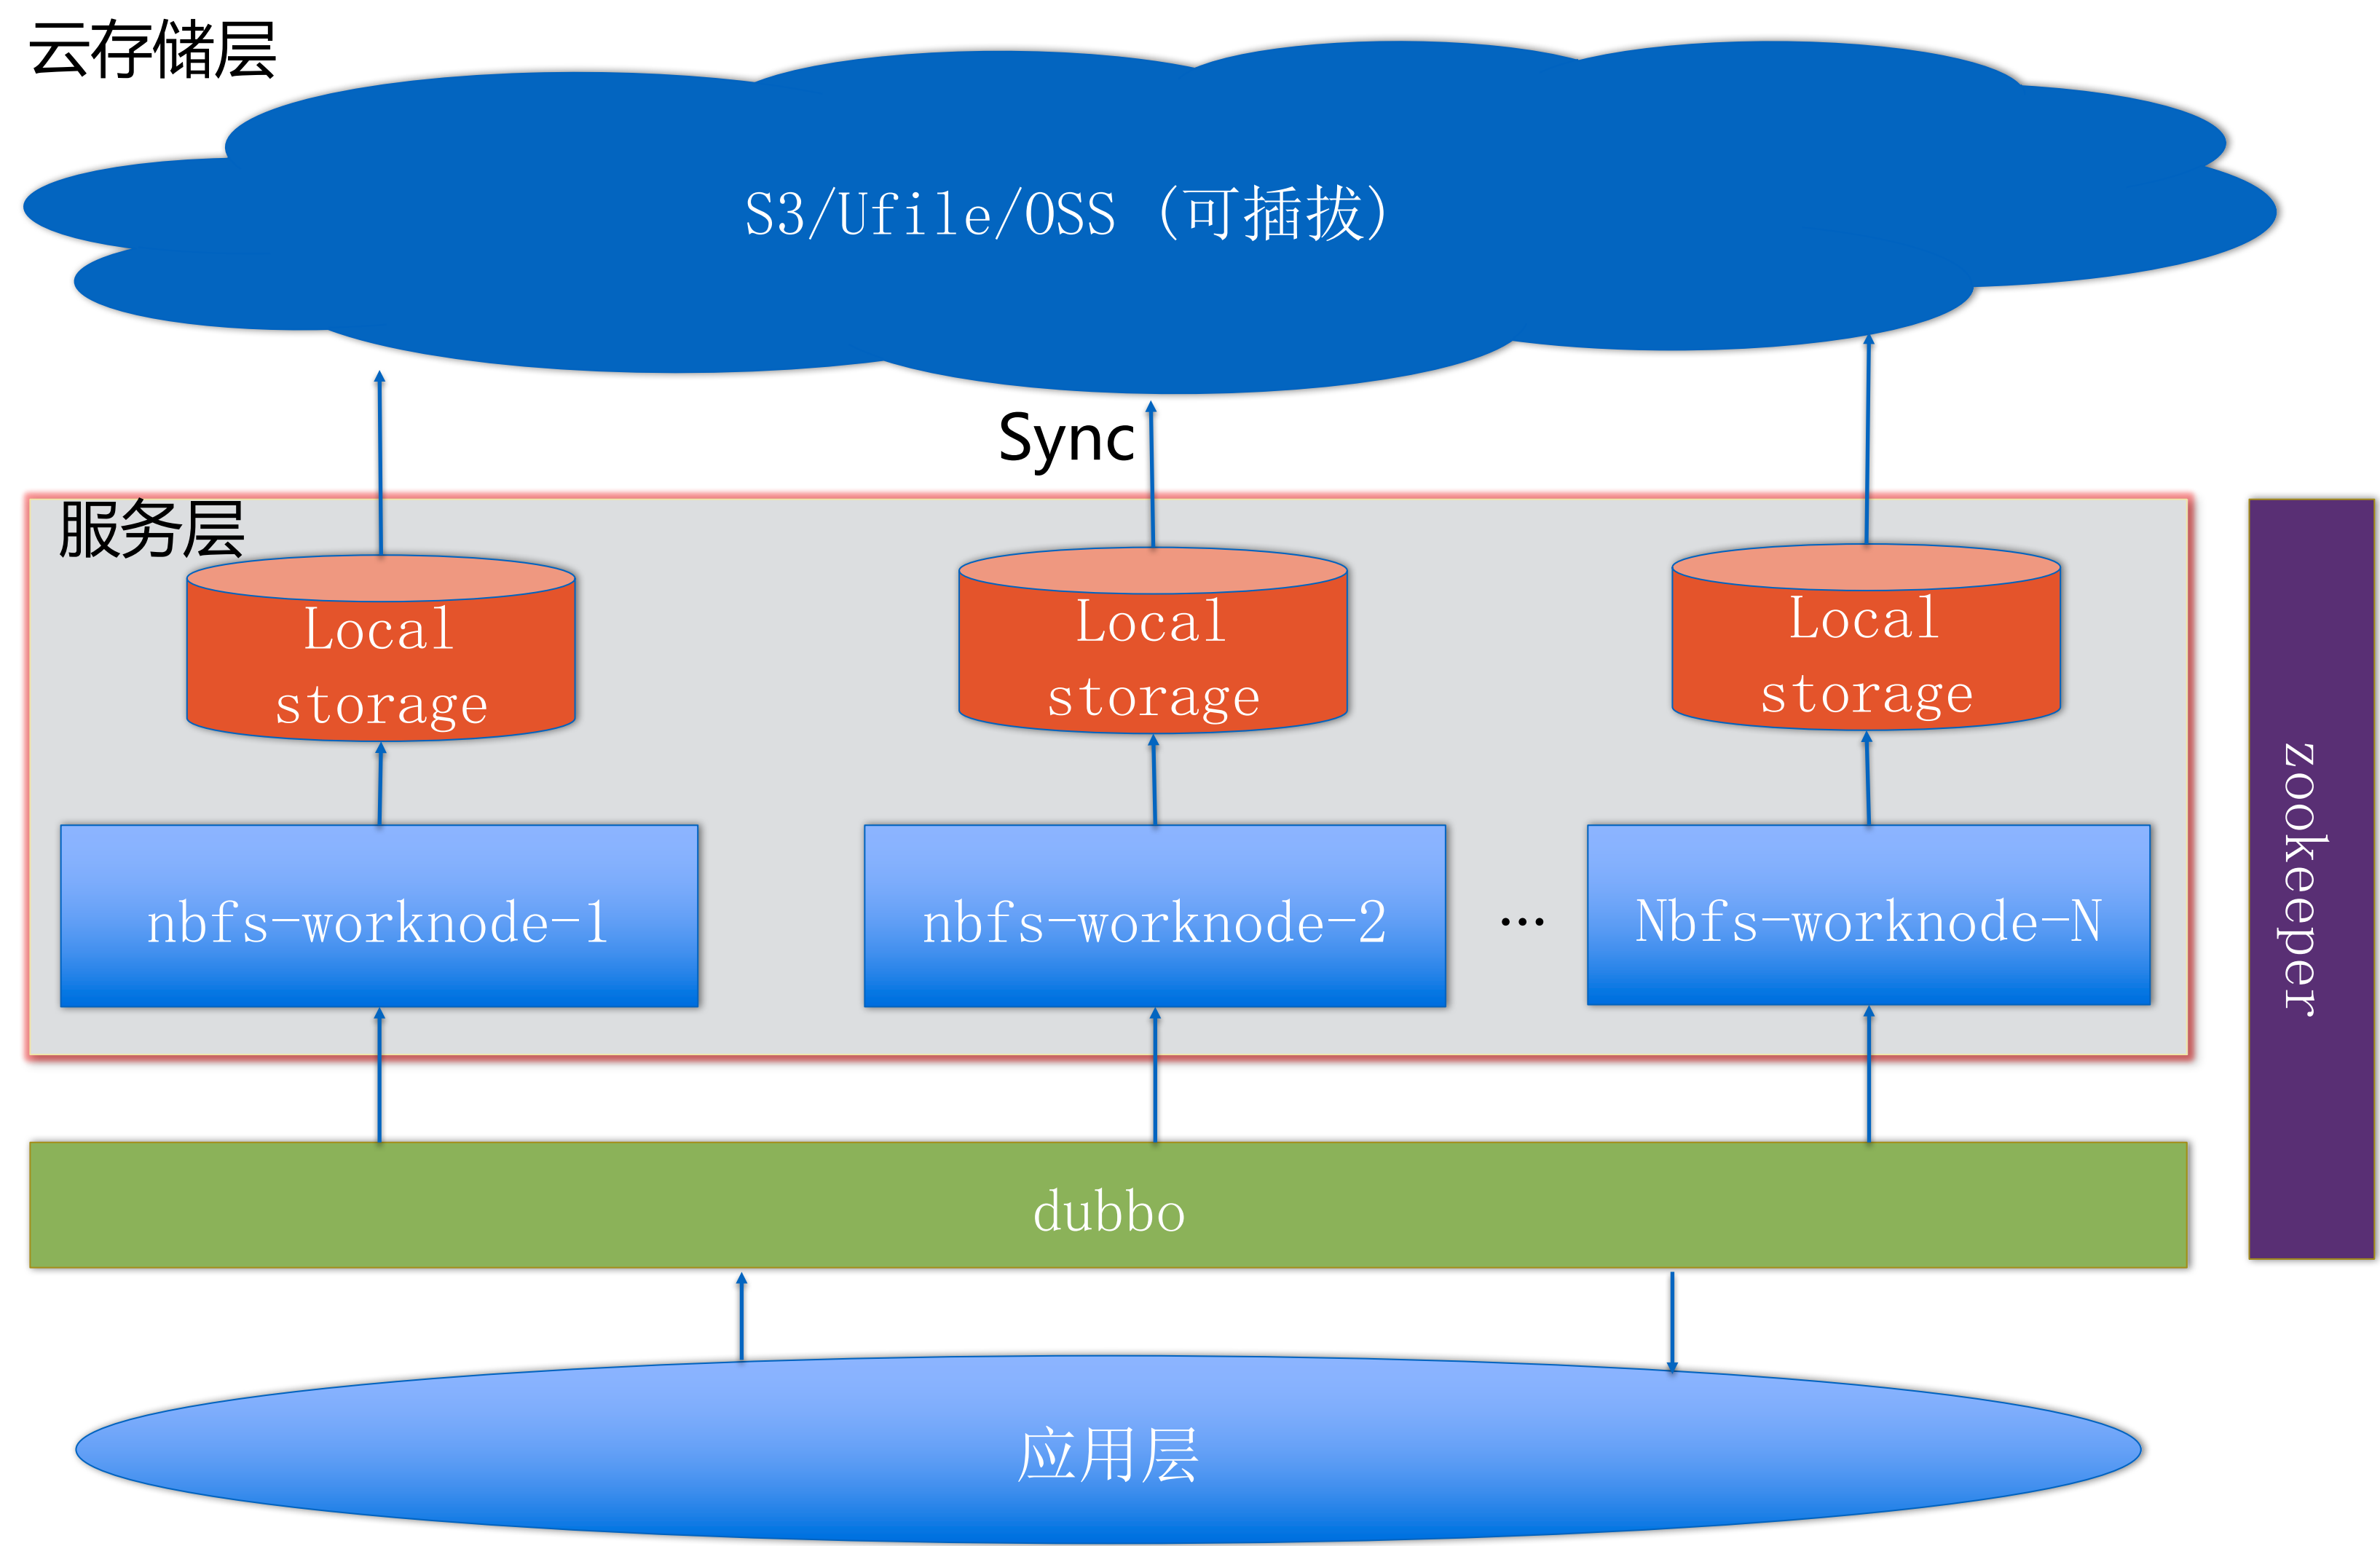 云存储层
S3/Ufile/OSS（可插拔）
Sync
服务层
Local
storage
Local
storage
Local
storage
nbfs-worknode-1
nbfs-worknode-2
…
Nbfs-worknode-N
zookeeper
dubbo
应用层